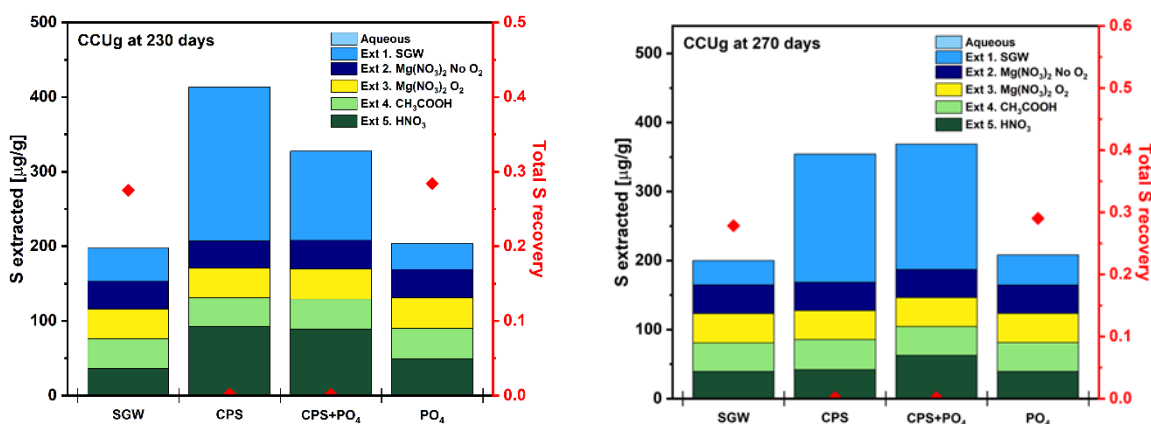 CCUg at 230 days
Aqueous
Ext 1. SGW
Ext 2. Mg(NO₃)₂ No O₂
Ext 3. Mg(NO₃)₂ O₂
Ext 4. CH₃COOH
Ext 5. HNO₃
S extracted [µg/g]
500
400
300
200
100
0
SGW
CPS
CPS+PO₄
PO₄
0.5
0.4
0.3
0.2
0.1
0.0
Total S recovery
CCUg at 270 days
Aqueous
Ext 1. SGW
Ext 2. Mg(NO₃)₂ No O₂
Ext 3. Mg(NO₃)₂ O₂
Ext 4. CH₃COOH
Ext 5. HNO₃
S extracted [µg/g]
500
400
300
200
100
0
SGW
CPS
CPS+PO₄
PO₄
0.6
0.5
0.4
0.3
0.2
0.1
0.0
Total S recovery